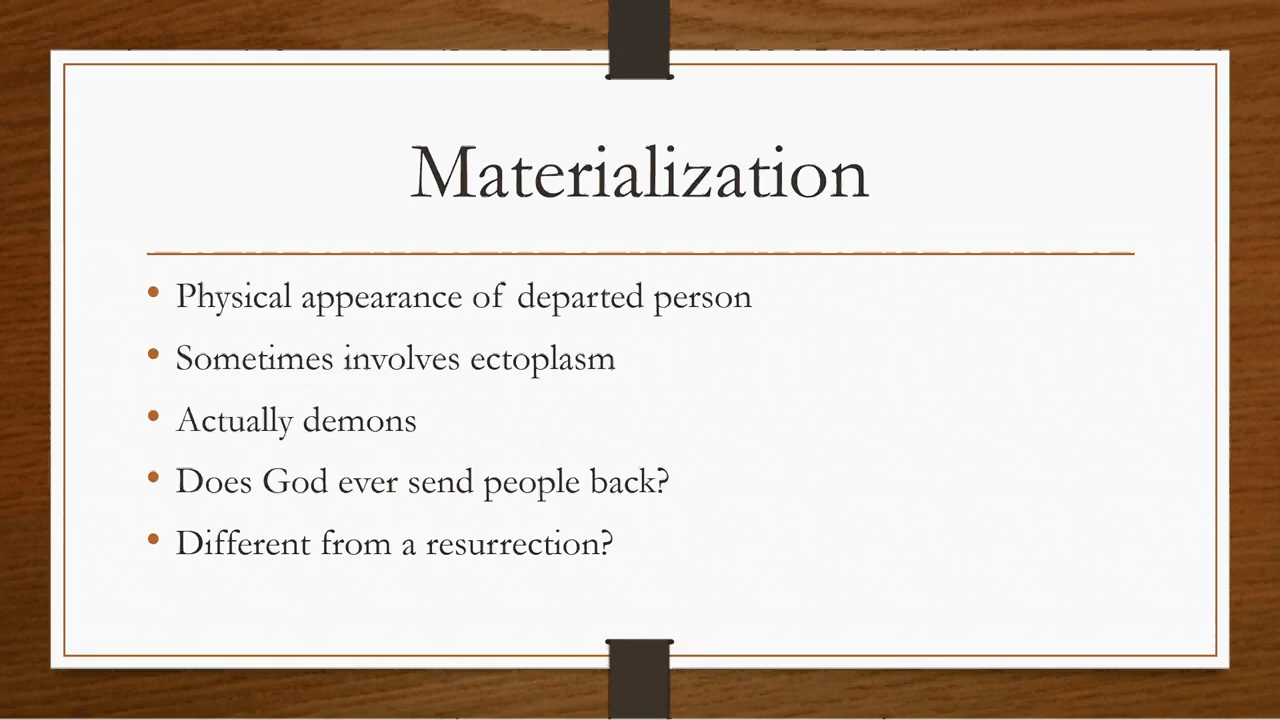 Materialization
• Physical appearance of departed person
• Sometimes involves ectoplasm
• Actually demons
• Does God ever send people back?
• Different from a resurrection?